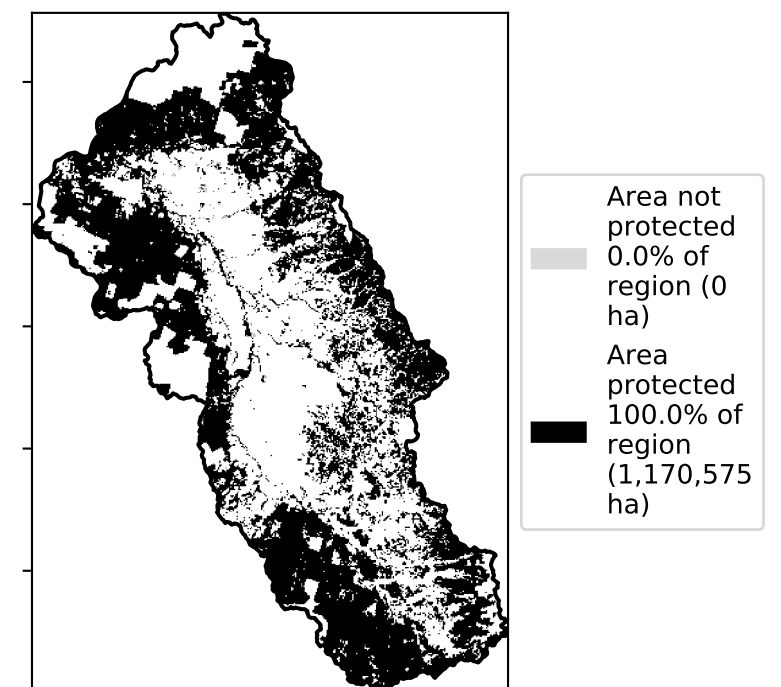 Area not
protected
0.0% of
region (0
ha)
Area
protected
100.0% of
region
(1,170,575
ha)